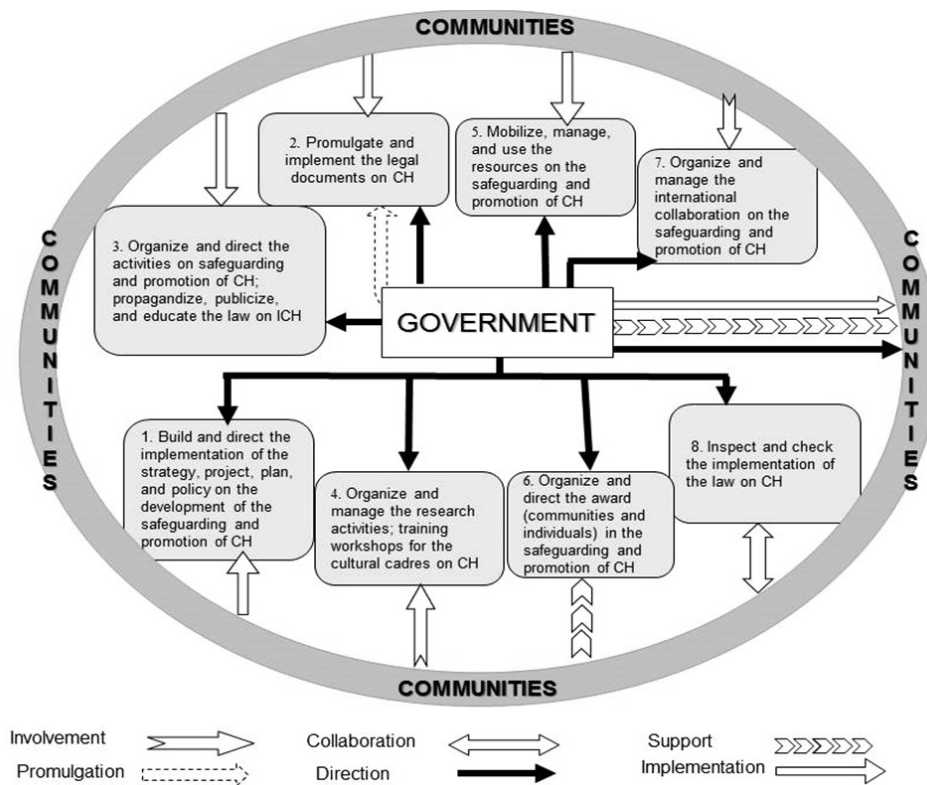 COMMUNITIES
2. Promulgate and
implement the legal
documents on CH
5. Mobilize, manage,
and use the
resources on the
safeguarding and
promotion of CH
7. Organize and
manage the
international
collaboration on the
safeguarding and
promotion of CH
3. Organize and direct the
activities on safeguarding
and promotion of CH;
propagandize, publicize,
and educate the law on ICH
COMMUNITIES
GOVERNMENT
COMMUNITIES
1. Build and direct the
implementation of the
strategy, project, plan,
and policy on the
development of the
safeguarding and
promotion of CH
4. Organize and
manage the research
activities; training
workshops for the
cultural cadres on CH
6. Organize and
direct the award
(communities and
individuals) in the
safeguarding and
promotion of CH
8. Inspect and check
the implementation of
the law on CH
COMMUNITIES
Involvement
Collaboration
Support
Promulgation
Direction
Implementation